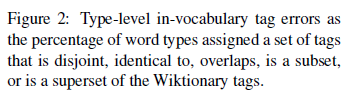 Figure 2: Type-level in-vocabulary tag errors as
the percentage of word types assigned a set of tags
that is disjoint, identical to, overlaps, is a subset,
or is a superset of the Wiktionary tags.